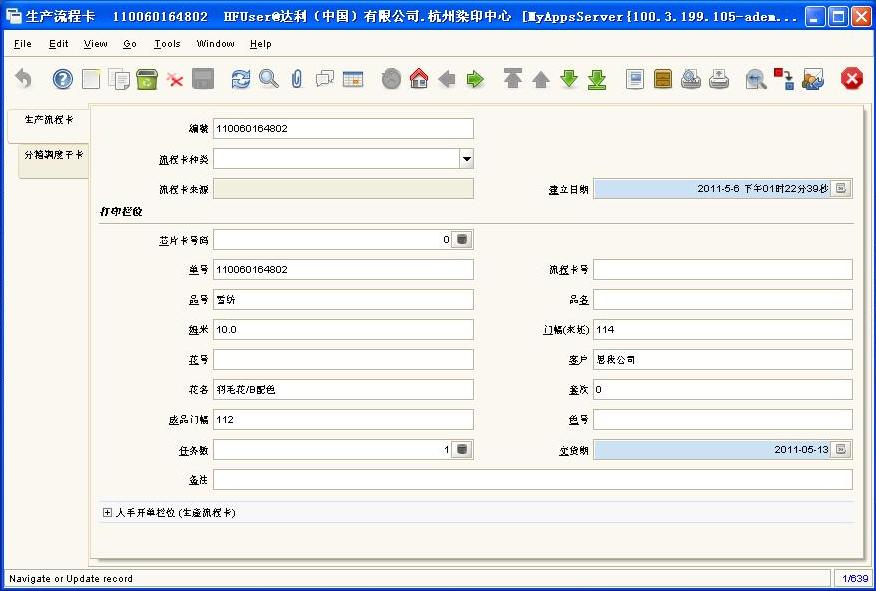 生产流程卡 110060164802 HFUser@达利（中国）有限公司.杭州染印中心 [MyAppsServer{100.3.199.105-adem...
File Edit View Go Tools Window Help
生产流程卡
分箱调度子卡
编号 110060164802
流程卡种类
流程卡来源 建立日期 2011-5-6 下午01时22分39秒
打印栏位
芯片卡号码 0
单号 110060164802 流程卡号
品号 雪纺 品名
姆米 10.0 门幅(来坯) 114
花号 客户
花名 羽毛花/B配色 套次 0
成品门幅 112 色号
任务数 1 交货期 2011-05-13
备注
人手开单栏位 (生产流程卡)
Navigate or Update record 1/639